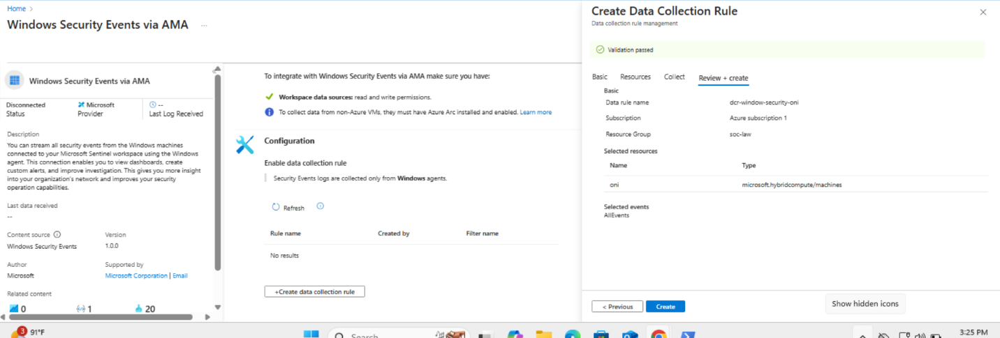 Home >
Windows Security Events via AMA ...
Windows Security Events via AMA
Disconnected
Status
Microsoft
Provider
--
Last Log Received
Description
You can stream all security events from the Windows machines
connected to your Microsoft Sentinel workspace using the Windows
agent. This connection enables you to view dashboards, create
custom alerts, and improve investigation. This gives you more insight
into your organization's network and improves your security
operation capabilities.
Last data received
--
Content source
Version
Windows Security Events
1.0.0
Author
Supported by
Microsoft
Microsoft Corporation | Email
Related content
0
1
20
To integrate with Windows Security Events via AMA make sure you have:
Workspace data sources: read and write permissions.
To collect data from non-Azure VMs, they must have Azure Arc installed and enabled. Learn more
Configuration
Enable data collection rule
Security Events logs are collected only from Windows agents.
Refresh
Rule name
Created by
Filter name
No results
+Create data collection rule
Create Data Collection Rule
Data collection rule management
Validation passed
Basic
Resources
Collect
Review + create
Basic
Data rule name
dcr-window-security-oni
Subscription
Azure subscription 1
Resource Group
soc-law
Selected resources
Name
Type
oni
microsoft.hybridcompute/machines
Selected events
AllEvents
< Previous
Create
Show hidden icons
3
91°F
Search
3:25 PM